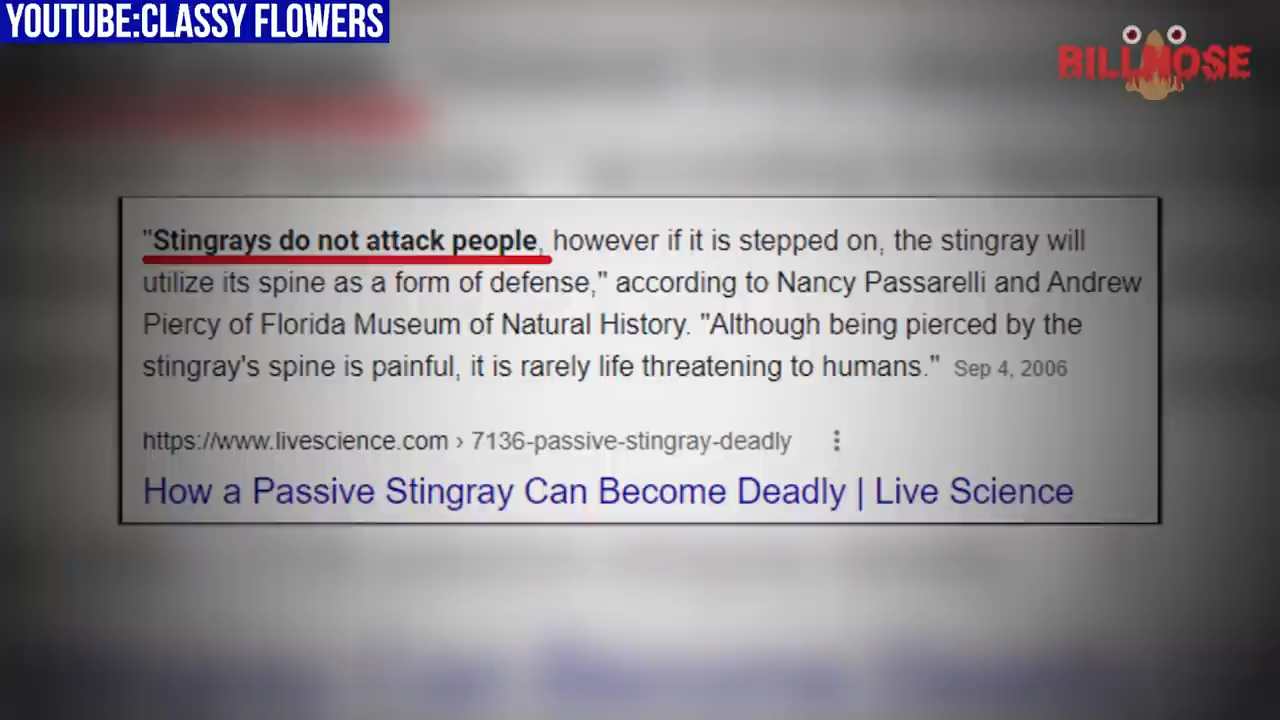 YOUTUBE:CLASSY FLOWERS
BILLNOSE
"Stingrays do not attack people, however if it is stepped on, the stingray will
utilize its spine as a form of defense," according to Nancy Passarelli and Andrew
Piercy of Florida Museum of Natural History. "Although being pierced by the
stingray's spine is painful, it is rarely life threatening to humans." Sep 4, 2006
https://www.livescience.com › 7136-passive-stingray-deadly
How a Passive Stingray Can Become Deadly | Live Science